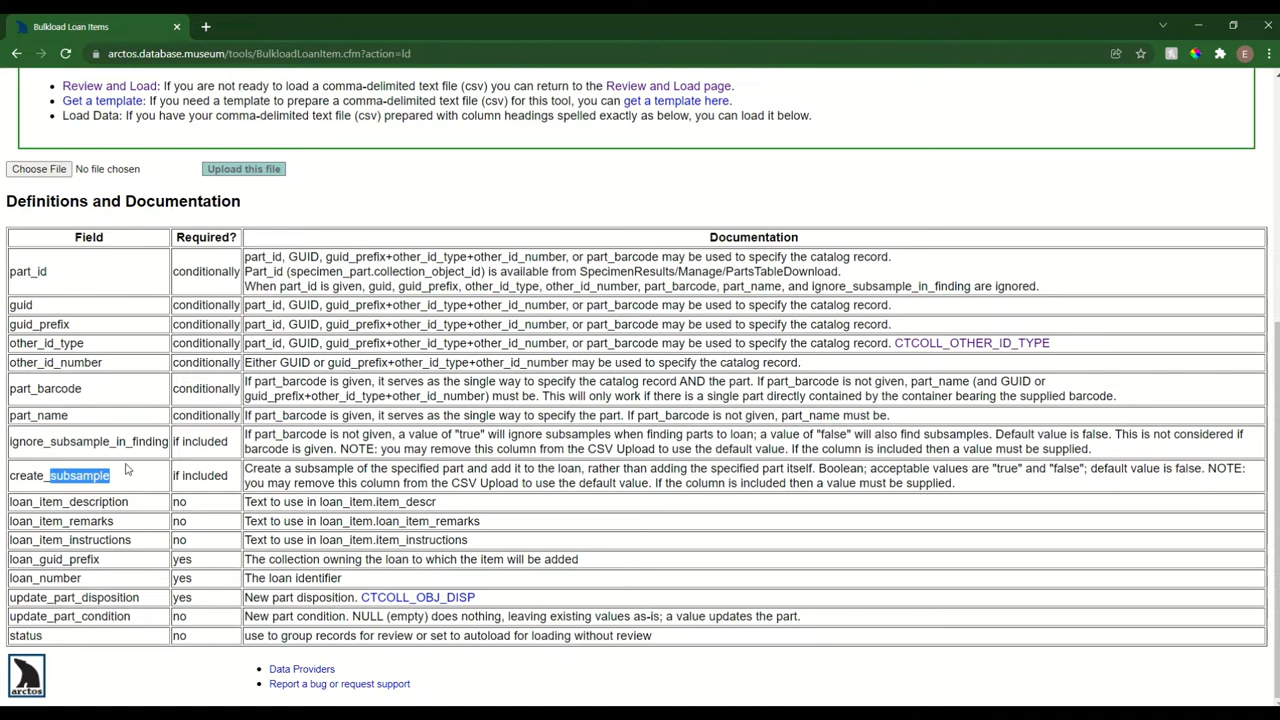 Bulkload Loan Items
arctos.database.museum/tools/BulkloadLoanItem.cfm?action=ld
E
Review and Load: If you are not ready to load a comma-delimited text file (csv) you can return to the Review and Load page.
Get a template: If you need a template to prepare a comma-delimited text file (csv) for this tool, you can get a template here.
Load Data: If you have your comma-delimited text file (csv) prepared with column headings spelled exactly as below, you can load it below.
Choose File No file chosen Upload this file
Definitions and Documentation
Field Required? Documentation
part_id conditionally part_id, GUID, guid_prefix+other_id_type+other_id_number, or part_barcode may be used to specify the catalog record.
Part_id (specimen_part.collection_object_id) is available from SpecimenResults/Manage/PartsTableDownload.
When part_id is given, guid, guid_prefix, other_id_type, other_id_number, part_barcode, part_name, and ignore_subsample_in_finding are ignored.
guid conditionally part_id, GUID, guid_prefix+other_id_type+other_id_number, or part_barcode may be used to specify the catalog record.
guid_prefix conditionally part_id, GUID, guid_prefix+other_id_type+other_id_number, or part_barcode may be used to specify the catalog record.
other_id_type conditionally part_id, GUID, guid_prefix+other_id_type+other_id_number, or part_barcode may be used to specify the catalog record. CTCOLL_OTHER_ID_TYPE
other_id_number conditionally Either GUID or guid_prefix+other_id_type+other_id_number may be used to specify the catalog record.
part_barcode conditionally If part_barcode is given, it serves as the single way to specify the catalog record AND the part. If part_barcode is not given, part_name (and GUID or
guid_prefix+other_id_type+other_id_number) must be. This will only work if there is a single part directly contained by the container bearing the supplied barcode.
part_name conditionally If part_barcode is given, it serves as the single way to specify the part. If part_barcode is not given, part_name must be.
ignore_subsample_in_finding if included If part_barcode is not given, a value of "true" will ignore subsamples when finding parts to loan; a value of "false" will also find subsamples. Default value is false. This is not considered if
barcode is given. NOTE: you may remove this column from the CSV Upload to use the default value. If the column is included then a value must be supplied.
create_subsample if included Create a subsample of the specified part and add it to the loan, rather than adding the specified part itself. Boolean; acceptable values are "true" and "false"; default value is false. NOTE:
you may remove this column from the CSV Upload to use the default value. If the column is included then a value must be supplied.
loan_item_description no Text to use in loan_item.item_descr
loan_item_remarks no Text to use in loan_item.loan_item_remarks
loan_item_instructions no Text to use in loan_item.item_instructions
loan_guid_prefix yes The collection owning the loan to which the item will be added
loan_number yes The loan identifier
update_part_disposition yes New part disposition. CTCOLL_OBJ_DISP
update_part_condition no New part condition. NULL (empty) does nothing, leaving existing values as-is; a value updates the part.
status no use to group records for review or set to autoload for loading without review
arctos
Data Providers
Report a bug or request support